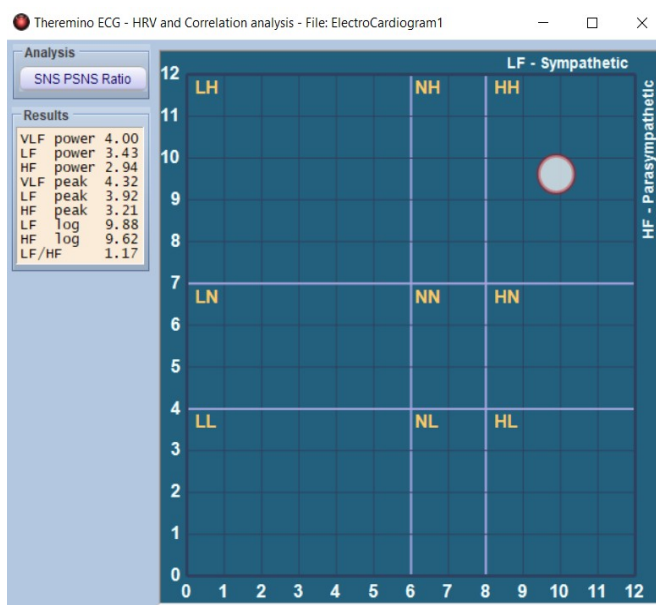 Theremino ECG - HRV and Correlation analysis - File: ElectroCardiogram1
Analysis
SNS PSNS Ratio
Results
VLF power 4.00
LF power 3.43
HF power 2.94
VLF peak 4.32
LF peak 3.92
HF peak 3.21
LF log 9.88
HF log 9.62
LF/HF 1.17
LF - Sympathetic
HF - Parasympathetic
12
LH NH HH
11
10
9
8
7
LN NN HN
6
5
4
LL NL HL
3
2
1
0
0 1 2 3 4 5 6 7 8 9 10 11 12